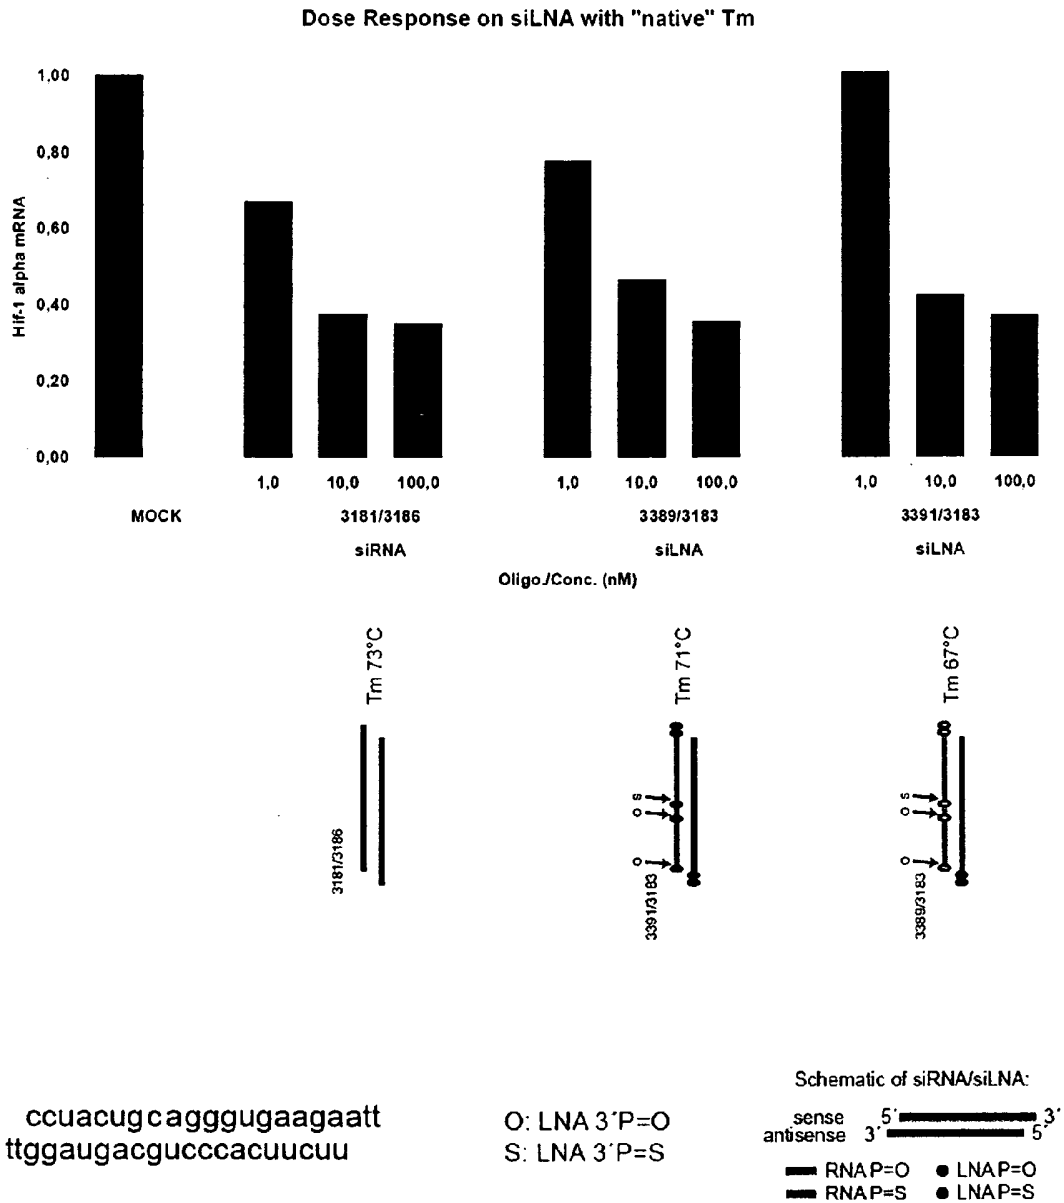 Dose Response on siLNA with "native" Tm
1,00
0,80
0,60
0,40
0,20
0,00
Hif-1 alpha mRNA
1,0 10,0 100,0 1,0 10,0 100,0 1,0 10,0 100,0
MOCK 3181/3186 3389/3183 3391/3183
siRNA siLNA siLNA
Oligo./Conc. (nM)
Tm 73°C
3181/3186
Tm 71°C
S
O
O
3391/3183
Tm 67°C
S
O
O
3389/3183
ccuacugcagggugaagaatt
ttggaugacgucccacuucuu
O: LNA 3´P=O
S: LNA 3´P=S
Schematic of siRNA/siLNA:
sense 5´ 3´
antisense 3´ 5´
RNA P=O LNA P=O
RNA P=S LNA P=S